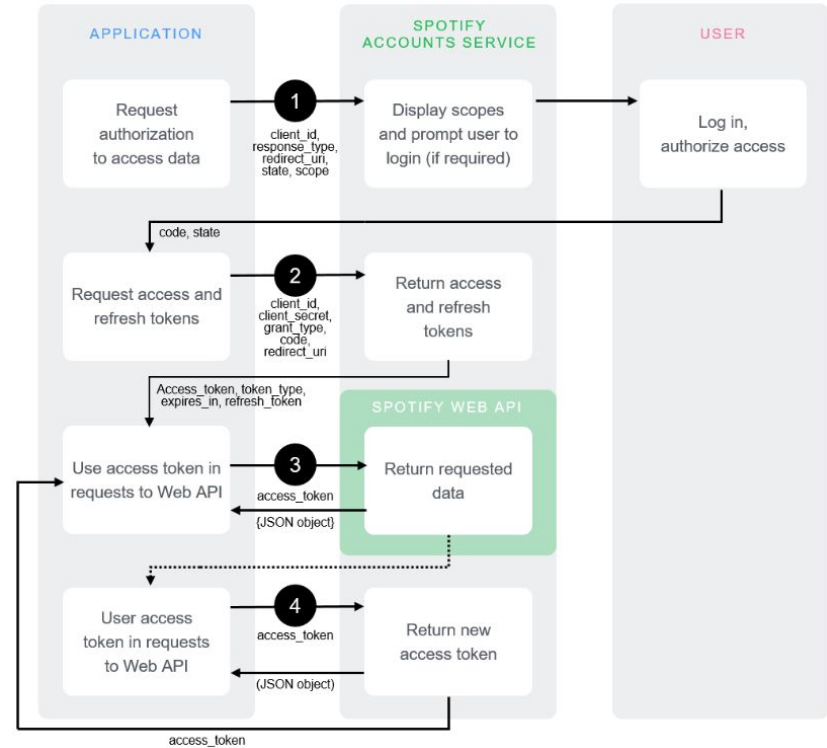 APPLICATION
SPOTIFY
ACCOUNTS SERVICE
USER
Request
authorization
to access data
1
client_id,
response_type,
redirect_uri,
state, scope
Display scopes
and prompt user to
login (if required)
Log in,
authorize access
code, state
Request access and
refresh tokens
2
client_id,
client_secret,
grant_type,
code,
redirect_uri
Return access
and refresh
tokens
Access_token, token_type,
expires_in, refresh_token
SPOTIFY WEB API
Use access token in
requests to Web API
3
access_token
{JSON object}
Return requested
data
User access
token in requests
to Web API
4
access_token
(JSON object)
Return new
access token
access_token